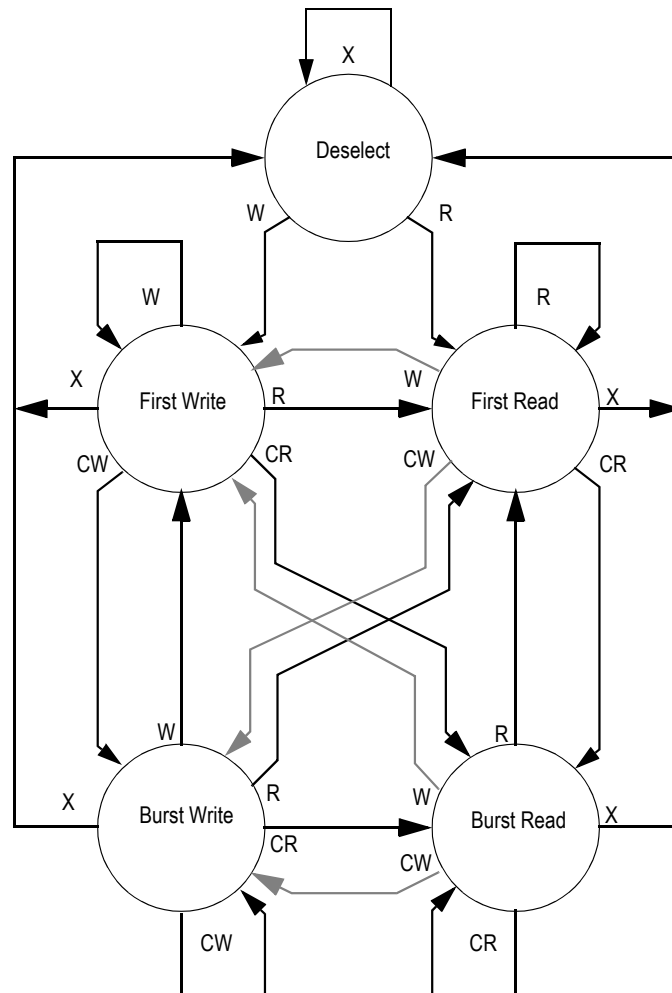 X
Deselect
W
R
W
R
X
First Write
R
W
First Read
X
CW
CR
CW
CR
W
R
X
Burst Write
R
W
Burst Read
X
CR
CW
CW
CR